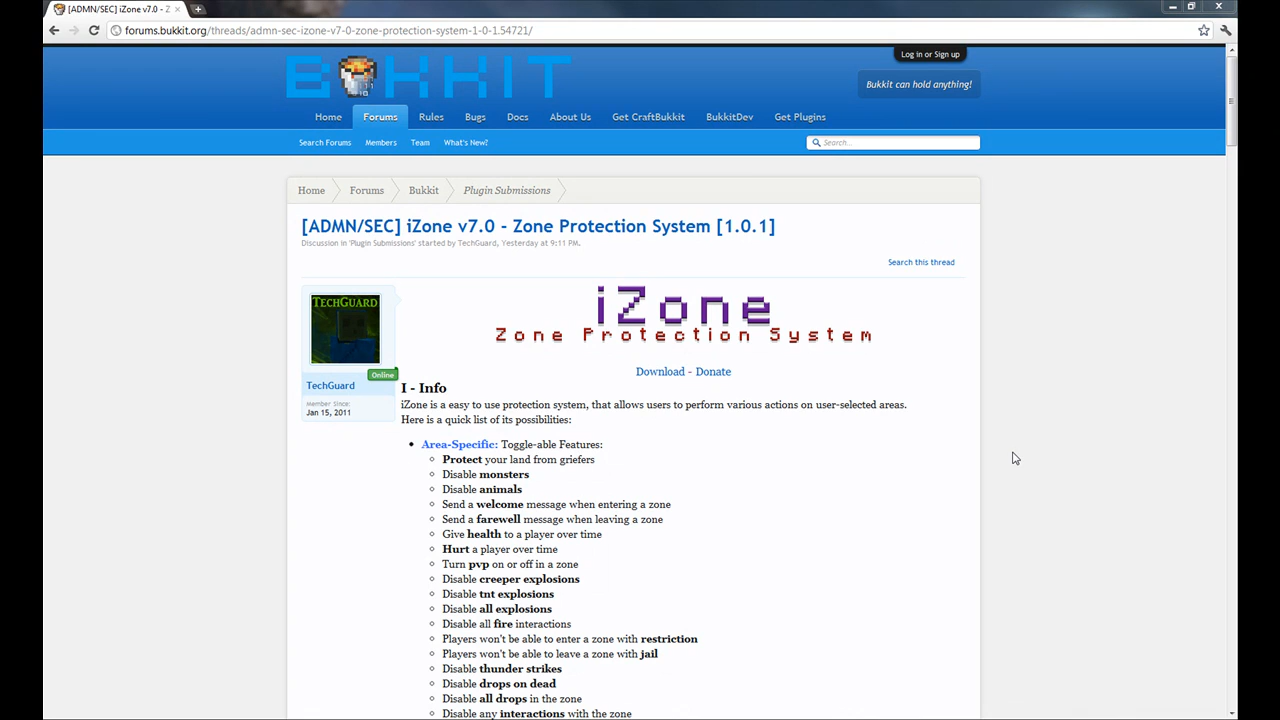 [ADMN/SEC] iZone v7.0 - Z
forums.bukkit.org/threads/admn-sec-izone-v7-0-zone-protection-system-1-0-1.54721/
Log in or Sign up
BUKKIT
Bukkit can hold anything!
Home Forums Rules Bugs Docs About Us Get CraftBukkit BukkitDev Get Plugins
Search Forums Members Team What's New? Search...
Home Forums Bukkit Plugin Submissions
[ADMN/SEC] iZone v7.0 - Zone Protection System [1.0.1]
Discussion in 'Plugin Submissions' started by TechGuard, Yesterday at 9:11 PM.
Search this thread
TECHGUARD
Online
TechGuard
Member Since:
Jan 15, 2011
iZone
Zone Protection System
Download - Donate
I - Info
iZone is a easy to use protection system, that allows users to perform various actions on user-selected areas.
Here is a quick list of its possibilities:
Area-Specific: Toggle-able Features:
Protect your land from griefers
Disable monsters
Disable animals
Send a welcome message when entering a zone
Send a farewell message when leaving a zone
Give health to a player over time
Hurt a player over time
Turn pvp on or off in a zone
Disable creeper explosions
Disable tnt explosions
Disable all explosions
Disable all fire interactions
Players won't be able to enter a zone with restriction
Players won't be able to leave a zone with jail
Disable thunder strikes
Disable drops on dead
Disable all drops in the zone
Disable any interactions with the zone